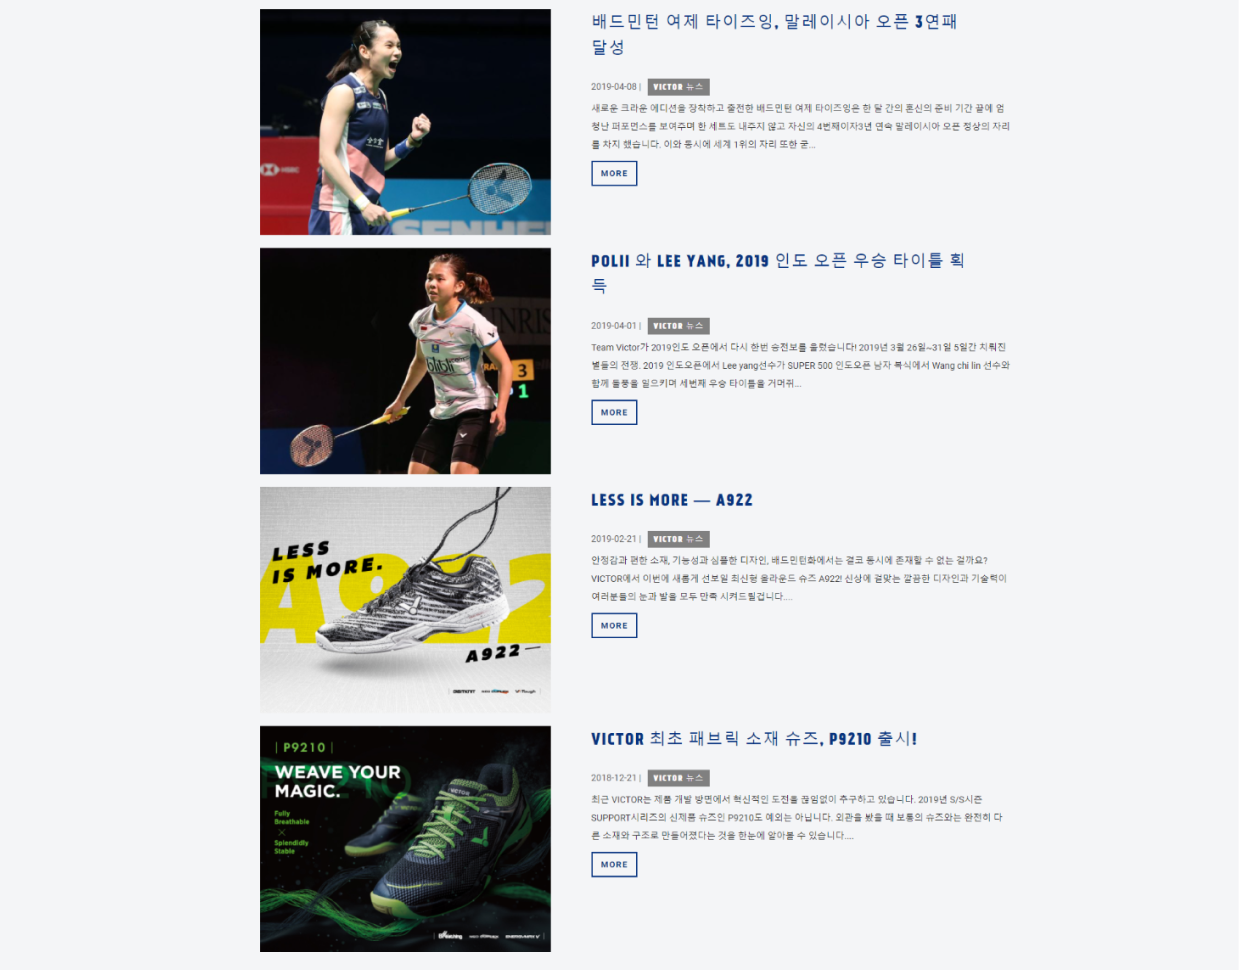 배드민턴 여제 타이즈잉, 말레이시아 오픈 3연패
달성
2019-04-08 | VICTOR 뉴스
새로운 크라운 에디션을 장착하고 출전한 배드민턴 여제 타이즈잉은 한 달 간의 혼신의 준비 기간 끝에 엄
청난 퍼포먼스를 보여주며 한 세트도 내주지 않고 자신의 4번째이자3년 연속 말레이시아 오픈 정상의 자리
를 차지 했습니다. 이와 동시에 세계 1위의 자리 또한 굳...
MORE
HSBC
SENHE
POLII 와 LEE YANG, 2019 인도 오픈 우승 타이틀 획
득
2019-04-01 | VICTOR 뉴스
Team Victor가 2019인도 오픈에서 다시 한번 승전보를 울렸습니다! 2019년 3월 26일~31일 5일간 치뤄진
별들의 전쟁. 2019 인도오픈에서 Lee yang선수가 SUPER 500 인도오픈 남자 복식에서 Wang chi lin 선수와
함께 돌풍을 일으키며 세번째 우승 타이틀을 거머쥐...
MORE
blibli
3
1
LESS IS MORE — A922
2019-02-21 | VICTOR 뉴스
안정감과 편한 소재, 기능성과 심플한 디자인, 배드민턴화에서는 결코 동시에 존재할 수 없는 걸까요?
VICTOR에서 이번에 새롭게 선보일 최신형 올라운드 슈즈 A922! 신상에 걸맞는 깔끔한 디자인과 기술력이
여러분들의 눈과 발을 모두 만족 시켜드릴겁니다....
MORE
LESS
IS MORE.
A922
A922—
VICTOR 최초 패브릭 소재 슈즈, P9210 출시!
2018-12-21 | VICTOR 뉴스
최근 VICTOR는 제품 개발 방면에서 혁신적인 도전을 끊임없이 추구하고 있습니다. 2019년 S/S시즌
SUPPORT시리즈의 신제품 슈즈인 P9210도 예외는 아닙니다. 외관을 봤을 때 보통의 슈즈와는 완전히 다
른 소재와 구조로 만들어졌다는 것을 한눈에 알아볼 수 있습니다....
MORE
| P9210 |
WEAVE YOUR
MAGIC.
Fully
Breathable
×
Splendidly
Stable
VICTOR